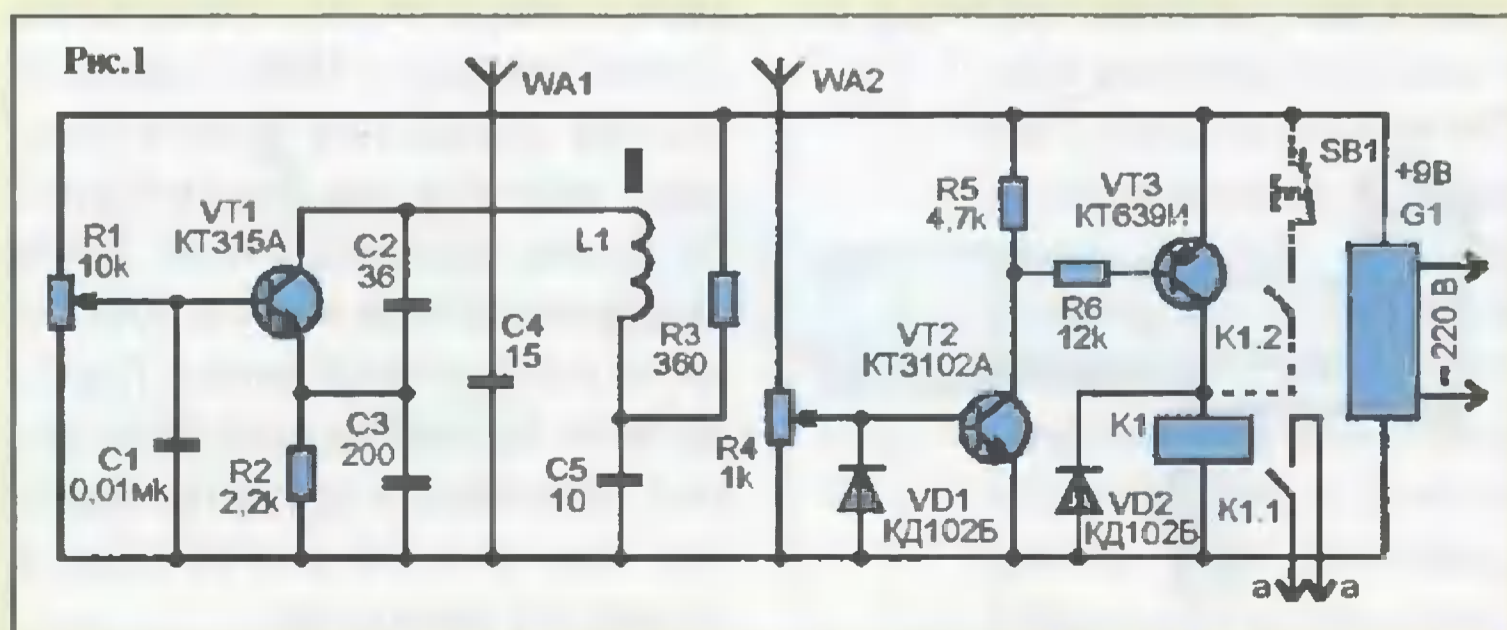 Рис.1
WA1
WA2
R1
10k
VT1
КТ315А
C2
36
L1
C4
15
R3
360
C1
0,01мк
R2
2,2k
C3
200
C5
10
R4
1k
VT2
КТ3102А
VD1
КД102Б
R5
4,7k
R6
12k
VT3
КТ639И
SB1
+9В
G1
~220 В
K1.2
K1
VD2
КД102Б
K1.1
a
a